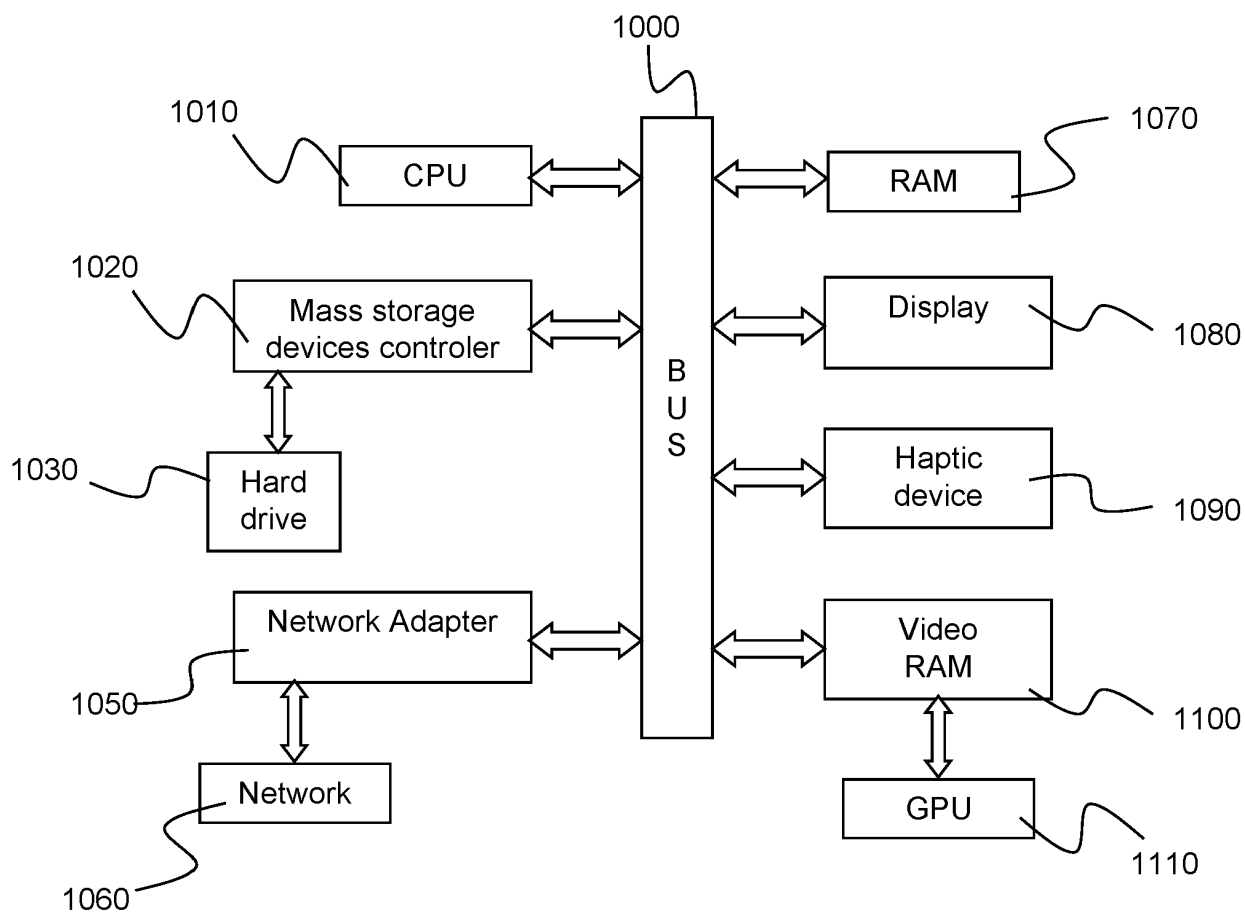 1000
1010
CPU
1070
RAM
1020
Mass storage
devices controler
Display
1080
B
U
S
1030
Hard
drive
Haptic
device
1090
Network Adapter
1050
Video
RAM
1100
Network
1060
GPU
1110